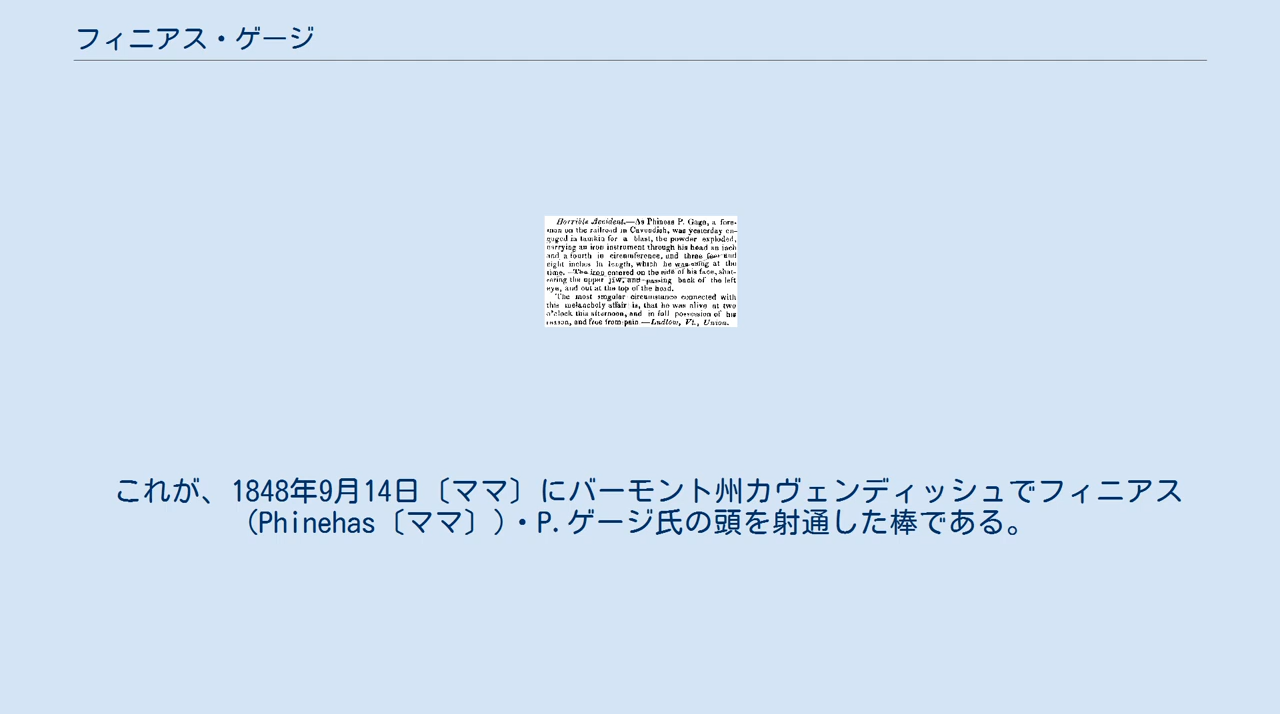 フィニアス・ゲージ
Horrible Accident.—As Phineas P. Gage, a fore-
man on the railroad in Cavendish, was yesterday en-
gaged in tamkin for a blast, the powder exploded,
carrying an iron instrument through his head an inch
and a fourth in circumference, and three feet and
eight inches in length, which he was using at the
time. The iron entered on the side of his face, shat-
tering the upper jaw, and passing back of the left
eye, and out at the top of the head.
The most singular circumstance connected with
this melancholy affair is, that he was alive at two
o'clock this afternoon, and in full possession of his
reason, and free from pain.—Ludlow, Vt., Union.
これが、1848年9月14日〔ママ〕にバーモント州カヴェンディッシュでフィニアス
(Phinehas〔ママ〕)・P.ゲージ氏の頭を射通した棒である。